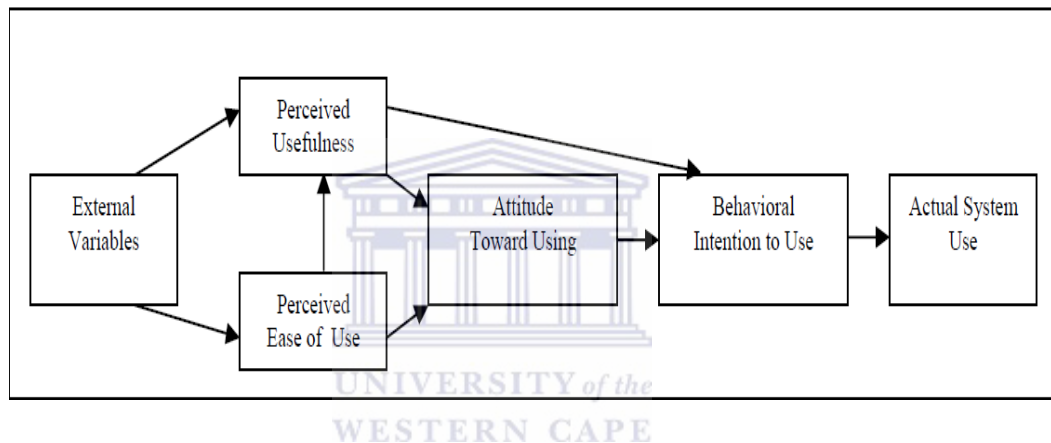 Perceived
Usefulness
External
Variables
Attitude
Toward Using
Behavioral
Intention to Use
Actual System
Use
Perceived
Ease of Use
UNIVERSITY of the
WESTERN CAPE